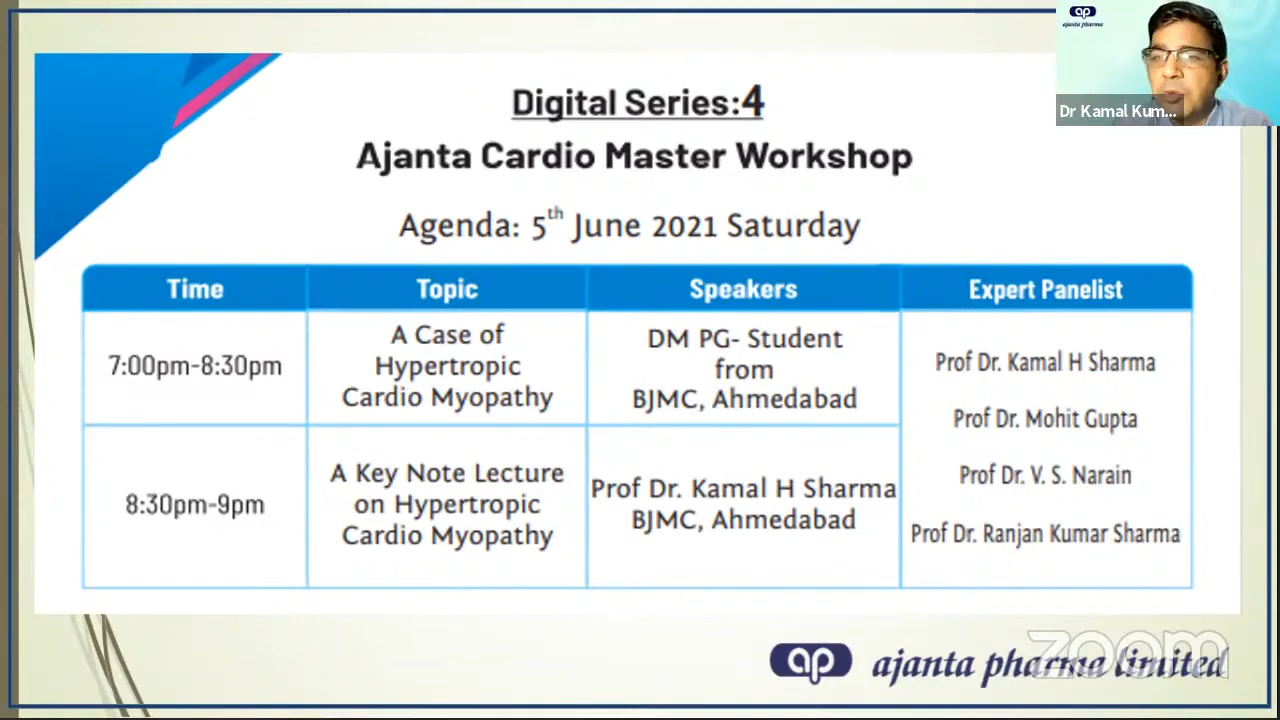 ap
ajanta pharma
Dr Kamal Kum...
Digital Series:4
Ajanta Cardio Master Workshop
Agenda: 5th June 2021 Saturday
Time
Topic
Speakers
Expert Panelist
7:00pm-8:30pm
A Case of
Hypertropic
Cardio Myopathy
DM PG- Student
from
BJMC, Ahmedabad
8:30pm-9pm
A Key Note Lecture
on Hypertropic
Cardio Myopathy
Prof Dr. Kamal H Sharma
BJMC, Ahmedabad
Prof Dr. Kamal H Sharma
Prof Dr. Mohit Gupta
Prof Dr. V. S. Narain
Prof Dr. Ranjan Kumar Sharma
zoom
ap ajanta pharma limited